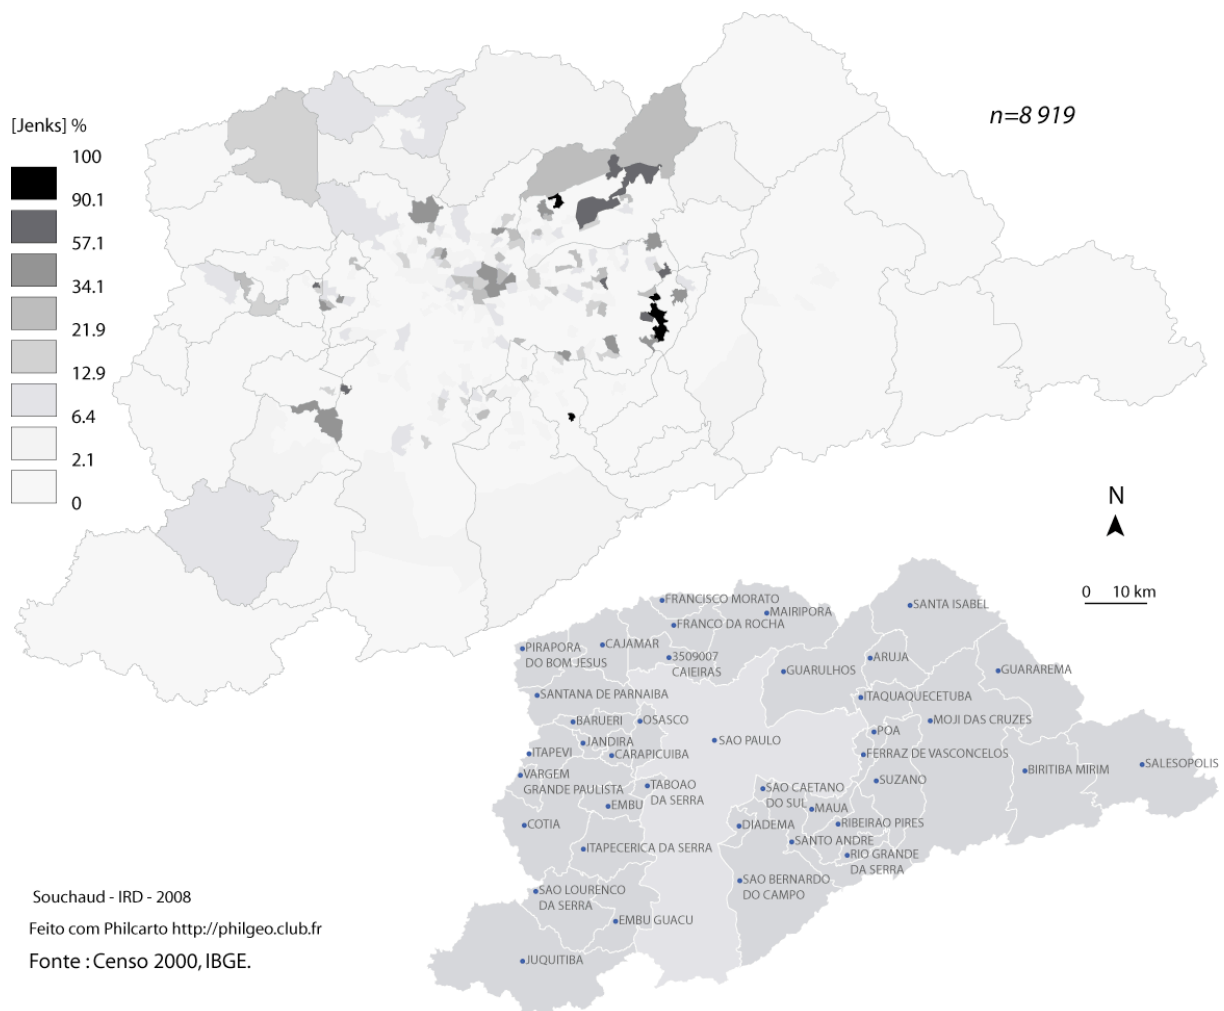 n=8 919
[Jenks] %
100
90.1
57.1
34.1
21.9
12.9
6.4
2.1
0
N
0 10 km
FRANCISCO MORATO
MAIRIPORA
SANTA ISABEL
FRANCO DA ROCHA
PIRAPORA
DO BOM JESUS
CAJAMAR
3509007
CAIEIRAS
GUARULHOS
ARUJA
GUARAREMA
SANTANA DE PARNAIBA
ITAQUAQUECETUBA
BARUERI
OSASCO
MOJI DAS CRUZES
POA
JANDIRA
SAO PAULO
ITAPEVI
CARAPICUIBA
FERRAZ DE VASCONCELOS
SALESOPOLIS
BIRITIBA MIRIM
VARGEM
GRANDE PAULISTA
TABOAO
DA SERRA
SAO CAETANO
DO SUL
SUZANO
EMBU
MAUA
COTIA
DIADEMA
RIBEIRAO PIRES
SANTO ANDRE
ITAPECERICA DA SERRA
RIO GRANDE
DA SERRA
SAO BERNARDO
DO CAMPO
SAO LOURENCO
DA SERRA
EMBU GUACU
JUQUITIBA
Souchaud - IRD - 2008
Feito com Philcarto http://philgeo.club.fr
Fonte : Censo 2000, IBGE.